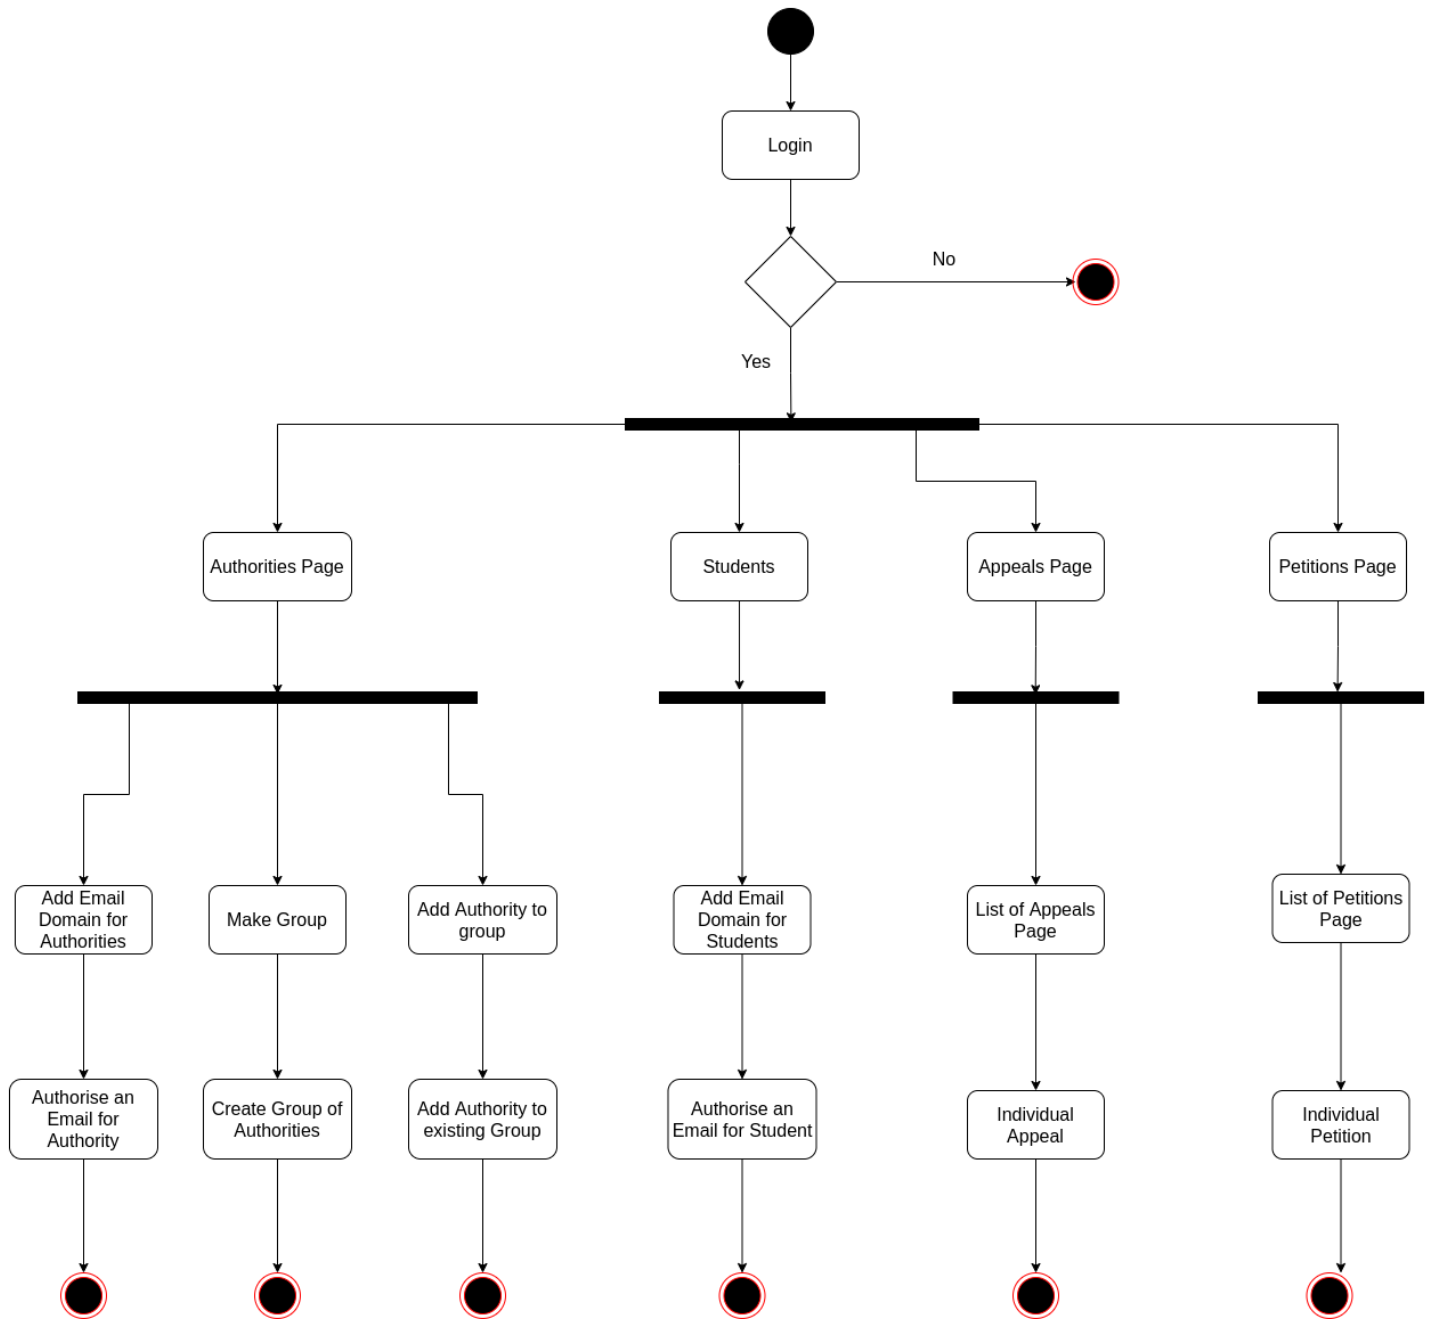 Login
No
Yes
Authorities Page
Students
Appeals Page
Petitions Page
Add Email
Domain for
Authorities
Make Group
Add Authority to
group
Add Email
Domain for
Students
List of Appeals
Page
List of Petitions
Page
Authorise an
Email for
Authority
Create Group of
Authorities
Add Authority to
existing Group
Authorise an
Email for Student
Individual
Appeal
Individual
Petition